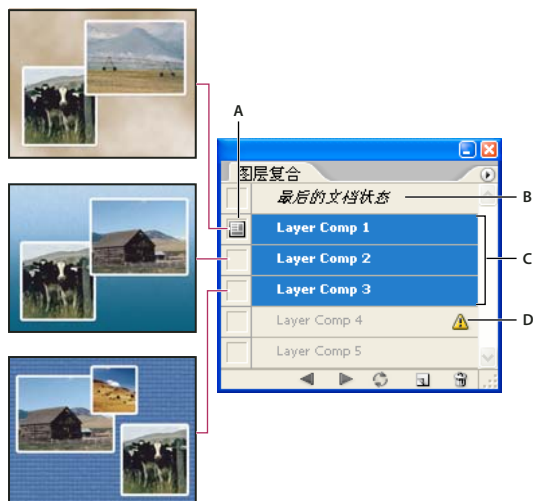 A
图层复合
最后的文档状态
B
Layer Comp 1
Layer Comp 2
C
Layer Comp 3
Layer Comp 4
D
Layer Comp 5